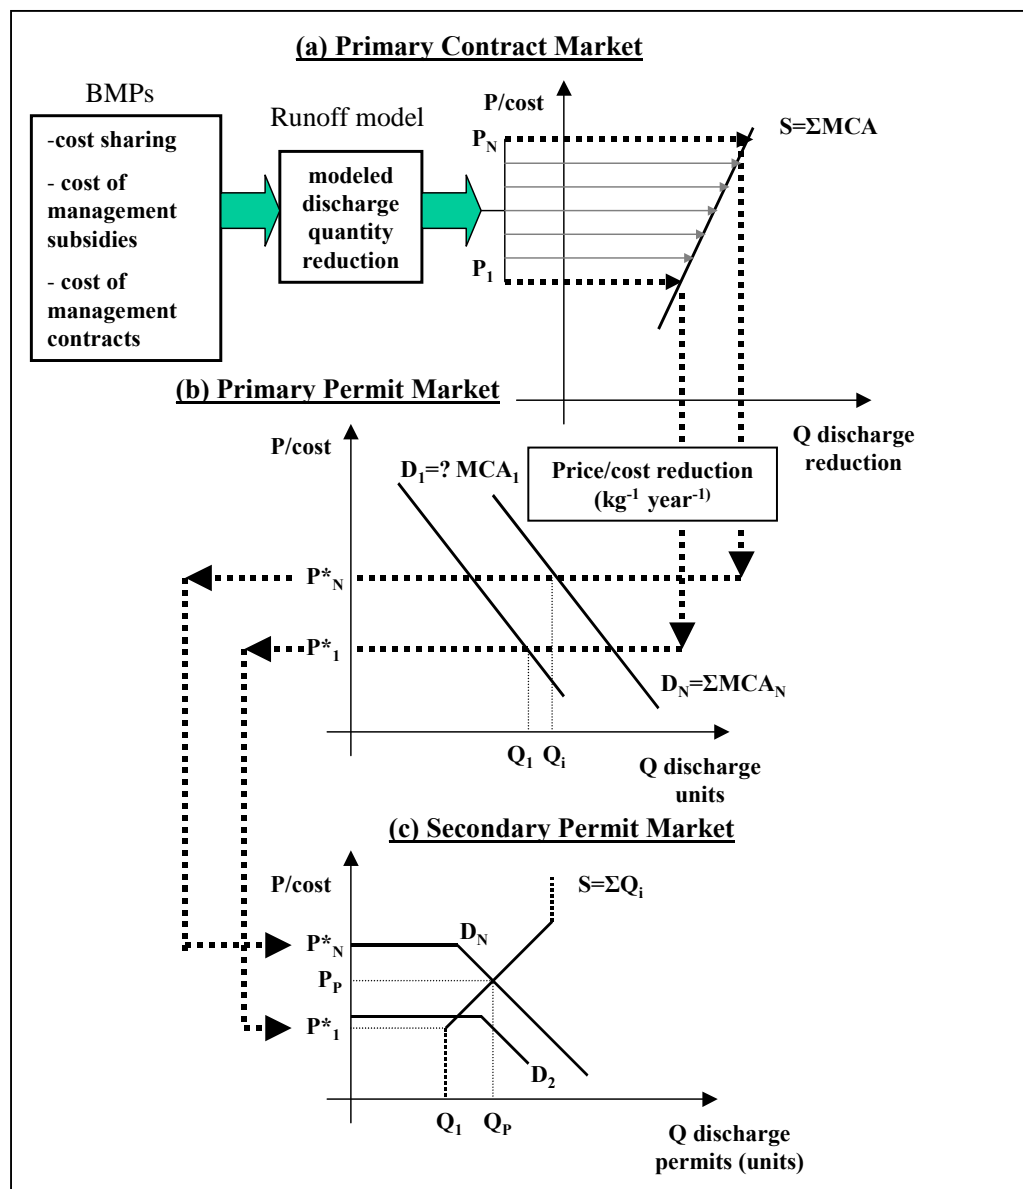 (a) Primary Contract Market
BMPs
-cost sharing
- cost of
management
subsidies
- cost of
management
contracts
Runoff model
modeled
discharge
quantity
reduction
P/cost
P_N
P_1
S=ΣMCA
Q discharge
reduction
(b) Primary Permit Market
P/cost
D_1=? MCA_1
Price/cost reduction
(kg^-1 year^-1)
P*_N
P*_1
D_N=ΣMCA_N
Q_1
Q_i
Q discharge
units
(c) Secondary Permit Market
P/cost
S=ΣQ_i
P*_N
D_N
P_P
P*_1
D_2
Q_1
Q_P
Q discharge
permits (units)